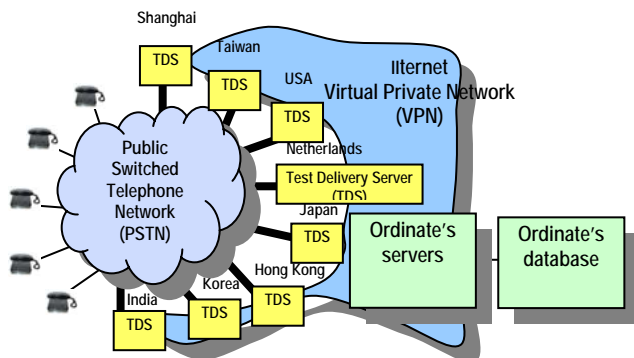 Shanghai
TDS
Taiwan
TDS
USA
TDS
IIternet
Virtual Private Network
(VPN)
Netherlands
Test Delivery Server
(TDS)
Public
Switched
Telephone
Network
(PSTN)
Japan
TDS
Ordinate's
servers
Ordinate's
database
Hong Kong
TDS
Korea
TDS
India
TDS